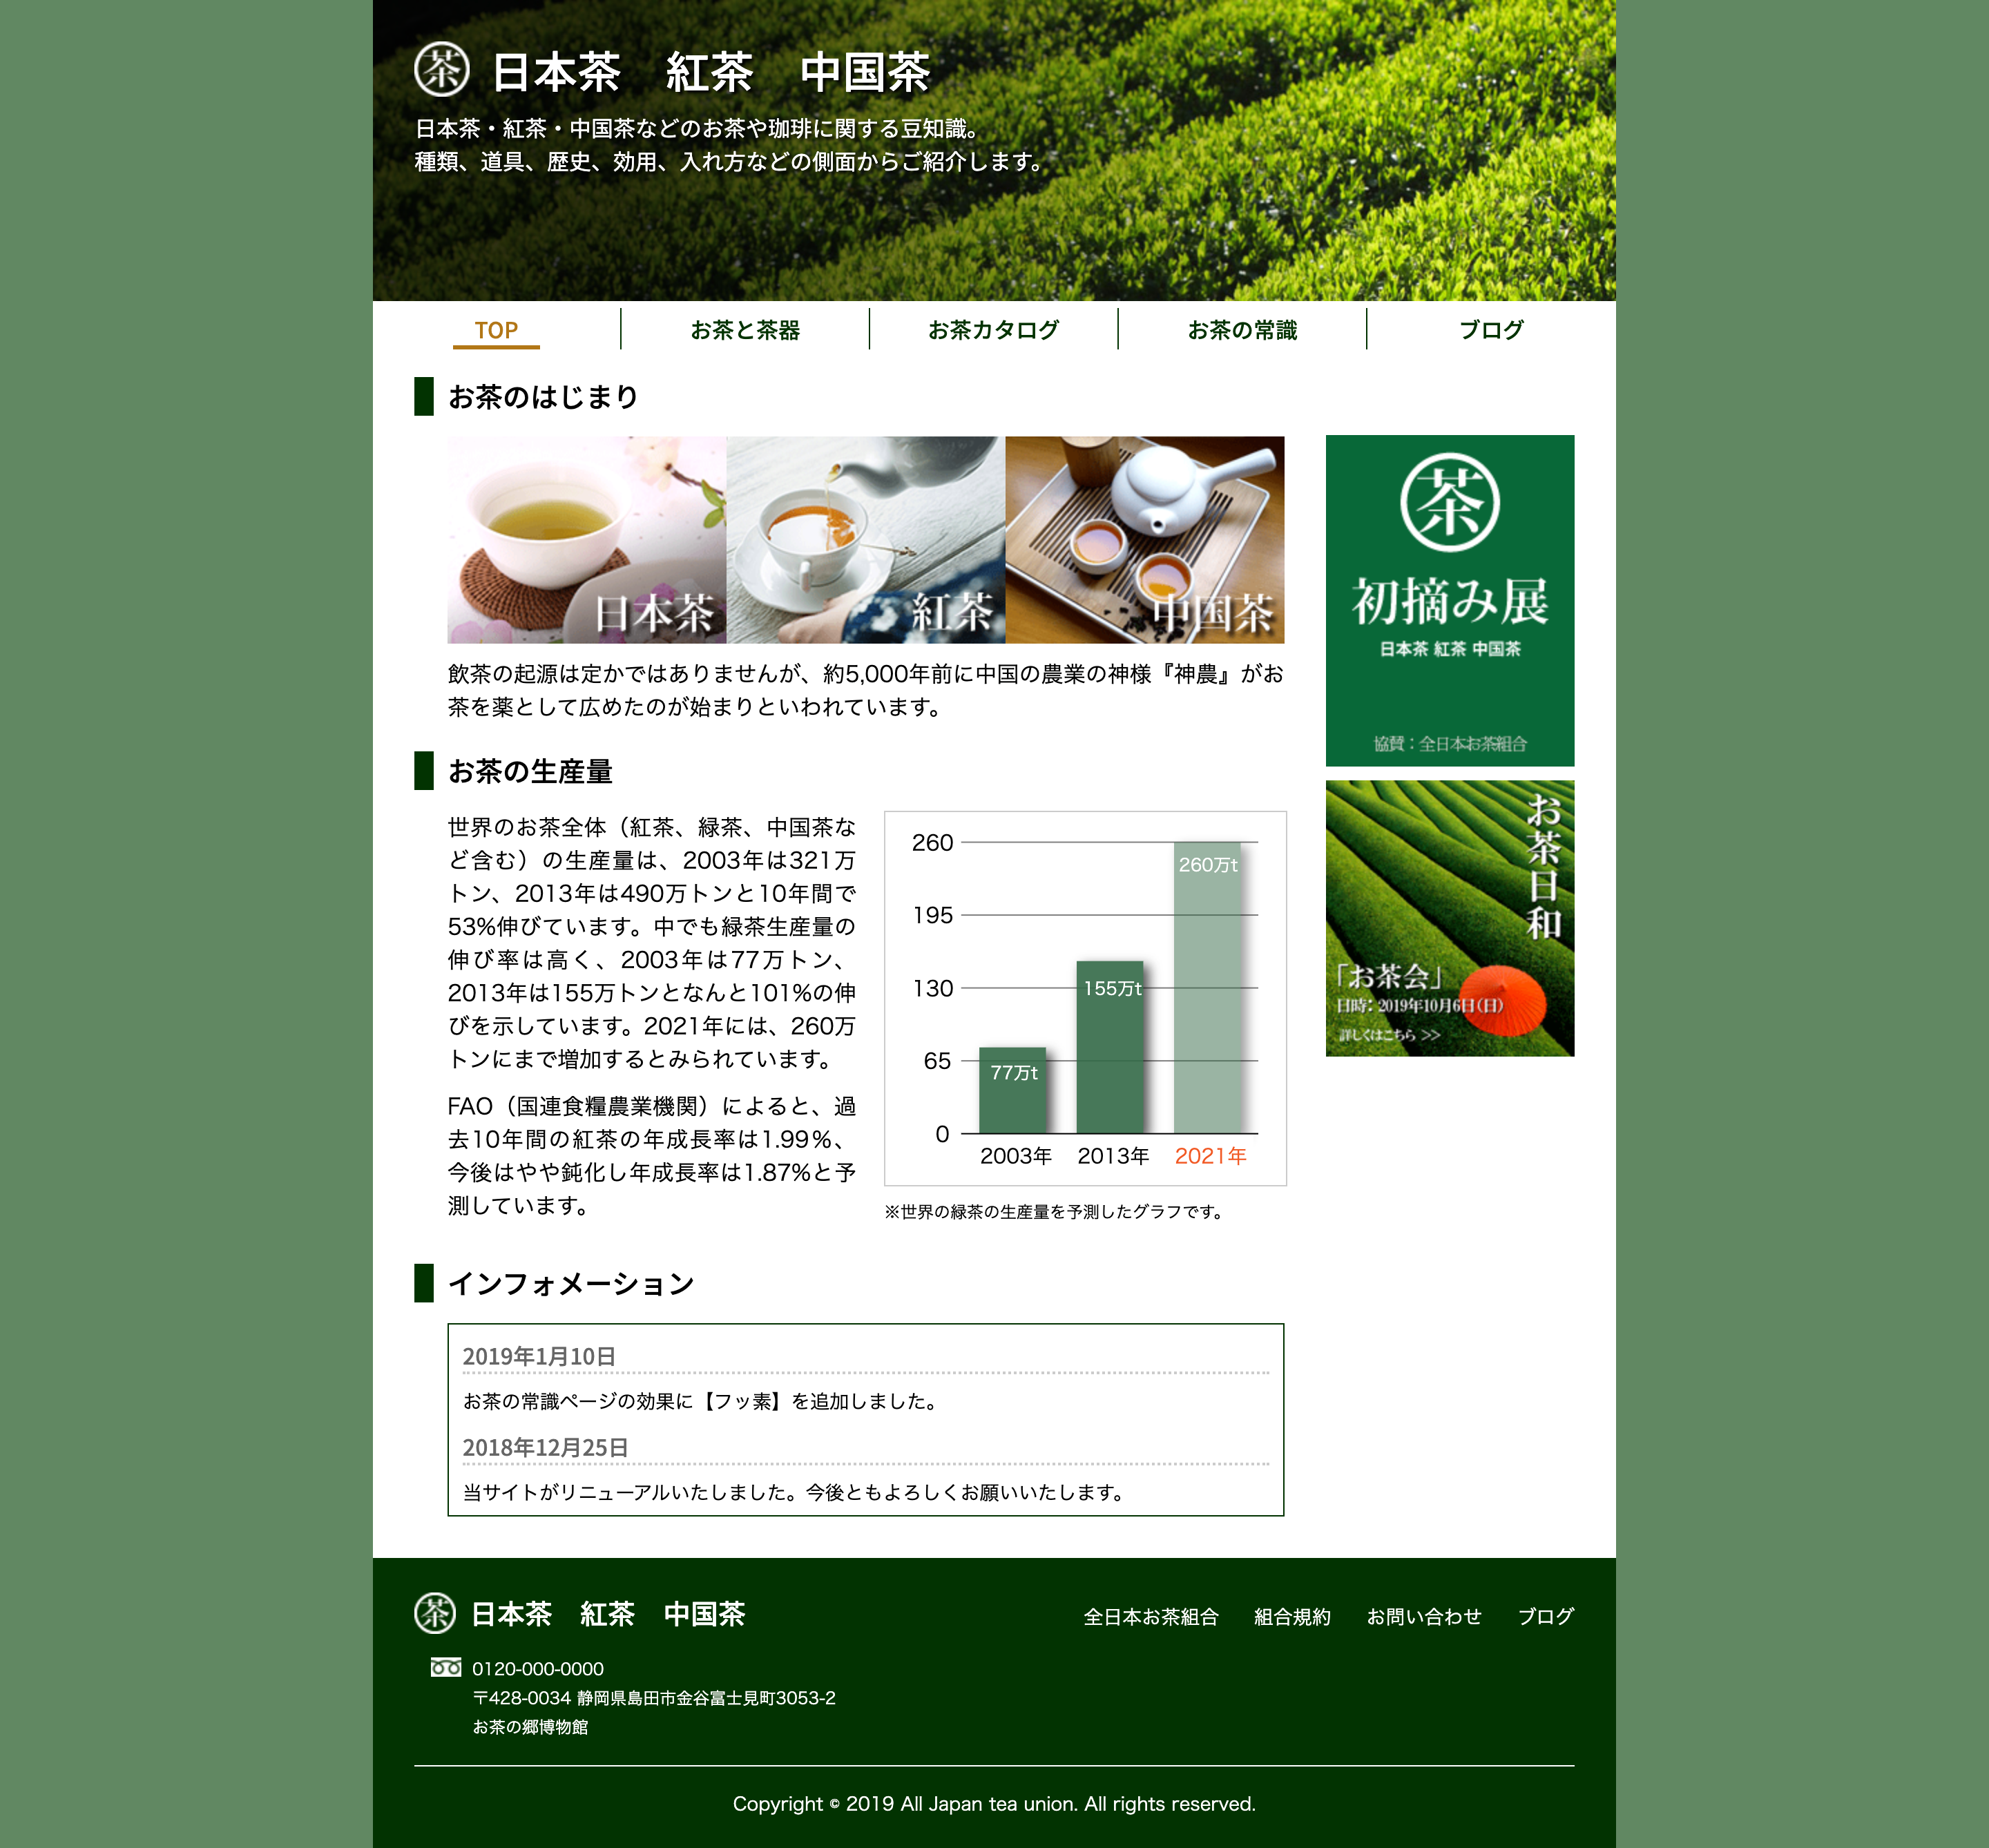 茶 日本茶　紅茶　中国茶
日本茶・紅茶・中国茶などのお茶や珈琲に関する豆知識。
種類、道具、歴史、効用、入れ方などの側面からご紹介します。
TOP お茶と茶器 お茶カタログ お茶の常識 ブログ
お茶のはじまり
日本茶 紅茶 中国茶
飲茶の起源は定かではありませんが、約5,000年前に中国の農業の神様『神農』がお
茶を薬として広めたのが始まりといわれています。
お茶の生産量
世界のお茶全体（紅茶、緑茶、中国茶な
ど含む）の生産量は、2003年は321万
トン、2013年は490万トンと10年間で
53%伸びています。中でも緑茶生産量の
伸び率は高く、2003年は77万トン、
2013年は155万トンとなんと101%の伸
びを示しています。2021年には、260万
トンにまで増加するとみられています。
FAO（国連食糧農業機関）によると、過
去10年間の紅茶の年成長率は1.99％、
今後はやや鈍化し年成長率は1.87%と予
測しています。
260
260万t
195
130
155万t
65
77万t
0
2003年 2013年 2021年
※世界の緑茶の生産量を予測したグラフです。
インフォメーション
2019年1月10日
お茶の常識ページの効果に【フッ素】を追加しました。
2018年12月25日
当サイトがリニューアルいたしました。今後ともよろしくお願いいたします。
茶
初摘み展
日本茶 紅茶 中国茶
協賛：全日本お茶組合
お茶日和
「お茶会」
日時：2019年10月6日（日）
詳しくはこちら >>
茶 日本茶　紅茶　中国茶
全日本お茶組合 組合規約 お問い合わせ ブログ
0120-000-0000
〒428-0034 静岡県島田市金谷富士見町3053-2
お茶の郷博物館
Copyright © 2019 All Japan tea union. All rights reserved.